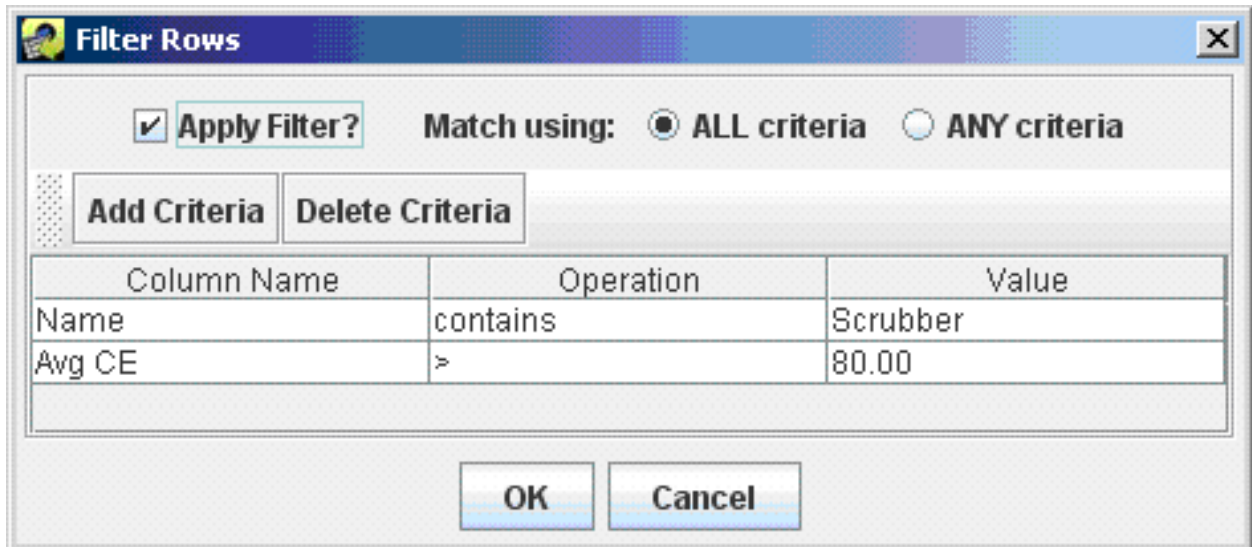 Filter Rows
Apply Filter? Match using: ALL criteria ANY criteria
Add Criteria Delete Criteria
Column Name Operation Value
Name contains Scrubber
Avg CE > 80.00
OK Cancel